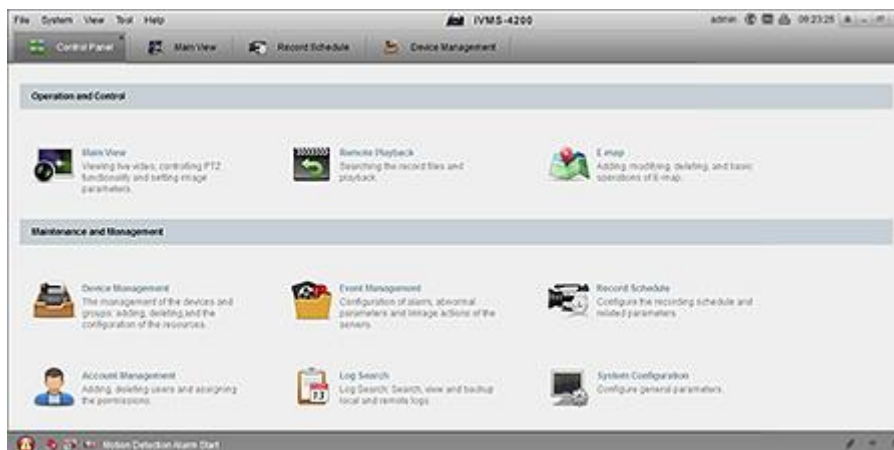 File System View Tool Help iVMS-4200 admin 09:23:25
Control Panel Main View Record Schedule Device Management
Operation and Control
Main View
Viewing live video, controlling PTZ
functionality and setting image
parameters.
Remote Playback
Searching the record files and
playback.
E-map
Adding, modifying, deleting, and basic
operations of E-map.
Maintenance and Management
Device Management
The management of the devices and
groups: adding, deleting,and the
configuration of the resources.
Event Management
Configuration of alarm, abnormal
parameters and linkage actions of the
servers.
Record Schedule
Configure the recording schedule and
related parameters.
Account Management
Adding, deleting users and assigning
the permissions.
Log Search
Log Search: Search, view and backup
local and remote logs.
System Configuration
Configure general parameters.
Motion Detection Alarm Start